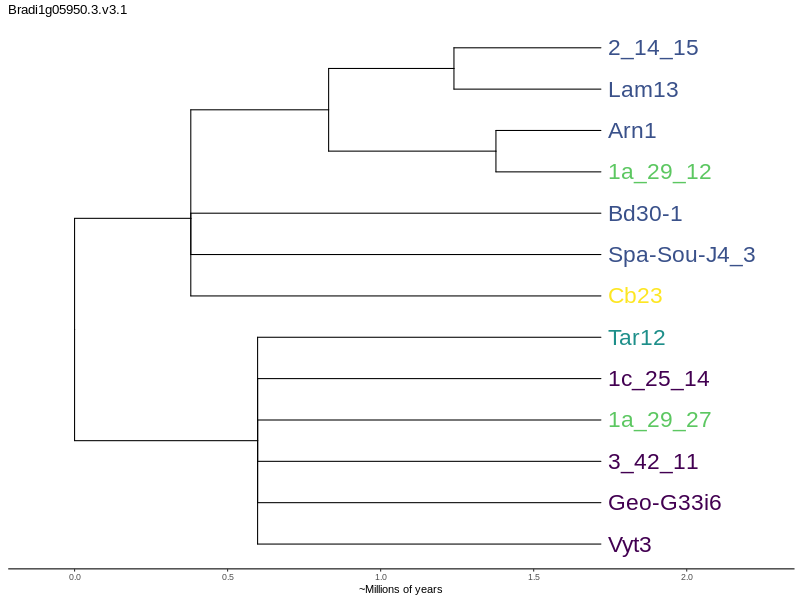 Bradi1g05950.3.v3.1
2_14_15
Lam13
Arn1
1a_29_12
Bd30-1
Spa-Sou-J4_3
Cb23
Tar12
1c_25_14
1a_29_27
3_42_11
Geo-G33i6
Vyt3
0.0 0.5 1.0 1.5 2.0
~Millions of years